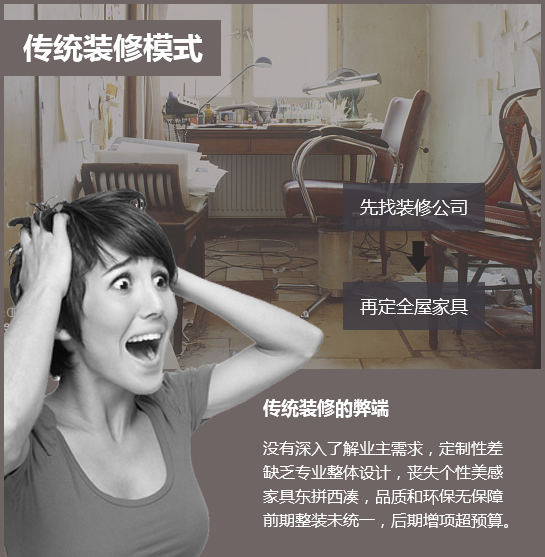 传统装修模式
先找装修公司
再定全屋家具
传统装修的弊端
没有深入了解业主需求，定制性差
缺乏专业整体设计，丧失个性美感
家具东拼西凑，品质和环保无保障
前期整装未统一，后期增项超预算。